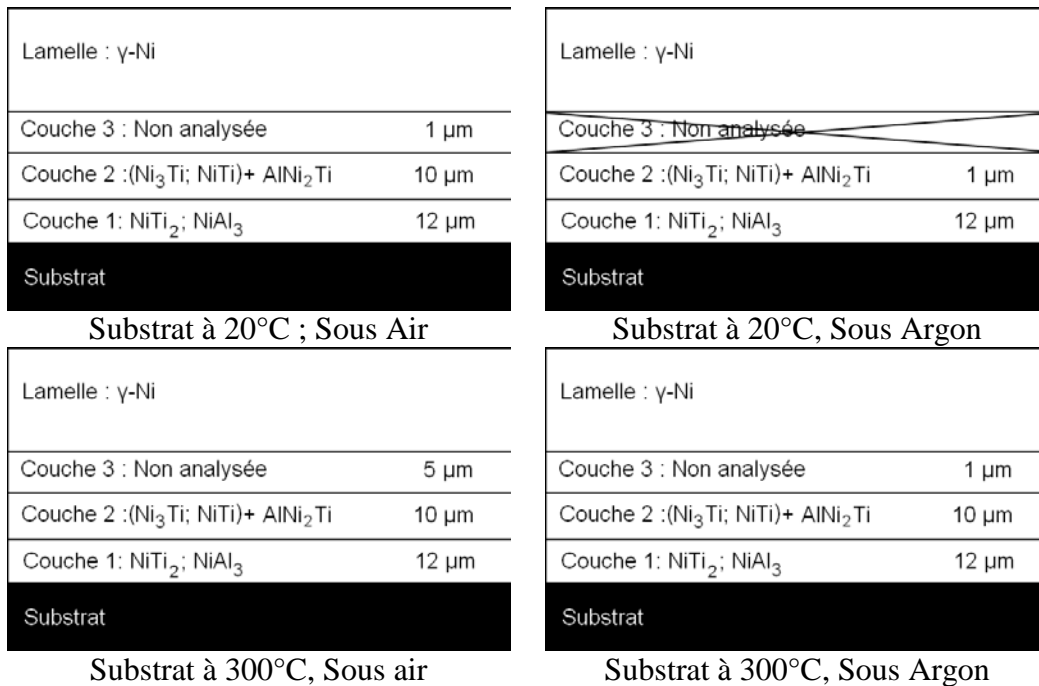 Lamelle : γ-Ni
Couche 3 : Non analysée 1 µm
Couche 2 :(Ni₃Ti; NiTi)+ AlNi₂Ti 10 µm
Couche 1: NiTi₂; NiAl₃ 12 µm
Substrat
Substrat à 20°C ; Sous Air
Lamelle : γ-Ni
Couche 3 : Non analysée
Couche 2 :(Ni₃Ti; NiTi)+ AlNi₂Ti 1 µm
Couche 1: NiTi₂; NiAl₃ 12 µm
Substrat
Substrat à 20°C, Sous Argon
Lamelle : γ-Ni
Couche 3 : Non analysée 5 µm
Couche 2 :(Ni₃Ti; NiTi)+ AlNi₂Ti 10 µm
Couche 1: NiTi₂; NiAl₃ 12 µm
Substrat
Substrat à 300°C, Sous air
Lamelle : γ-Ni
Couche 3 : Non analysée 1 µm
Couche 2 :(Ni₃Ti; NiTi)+ AlNi₂Ti 10 µm
Couche 1: NiTi₂; NiAl₃ 12 µm
Substrat
Substrat à 300°C, Sous Argon